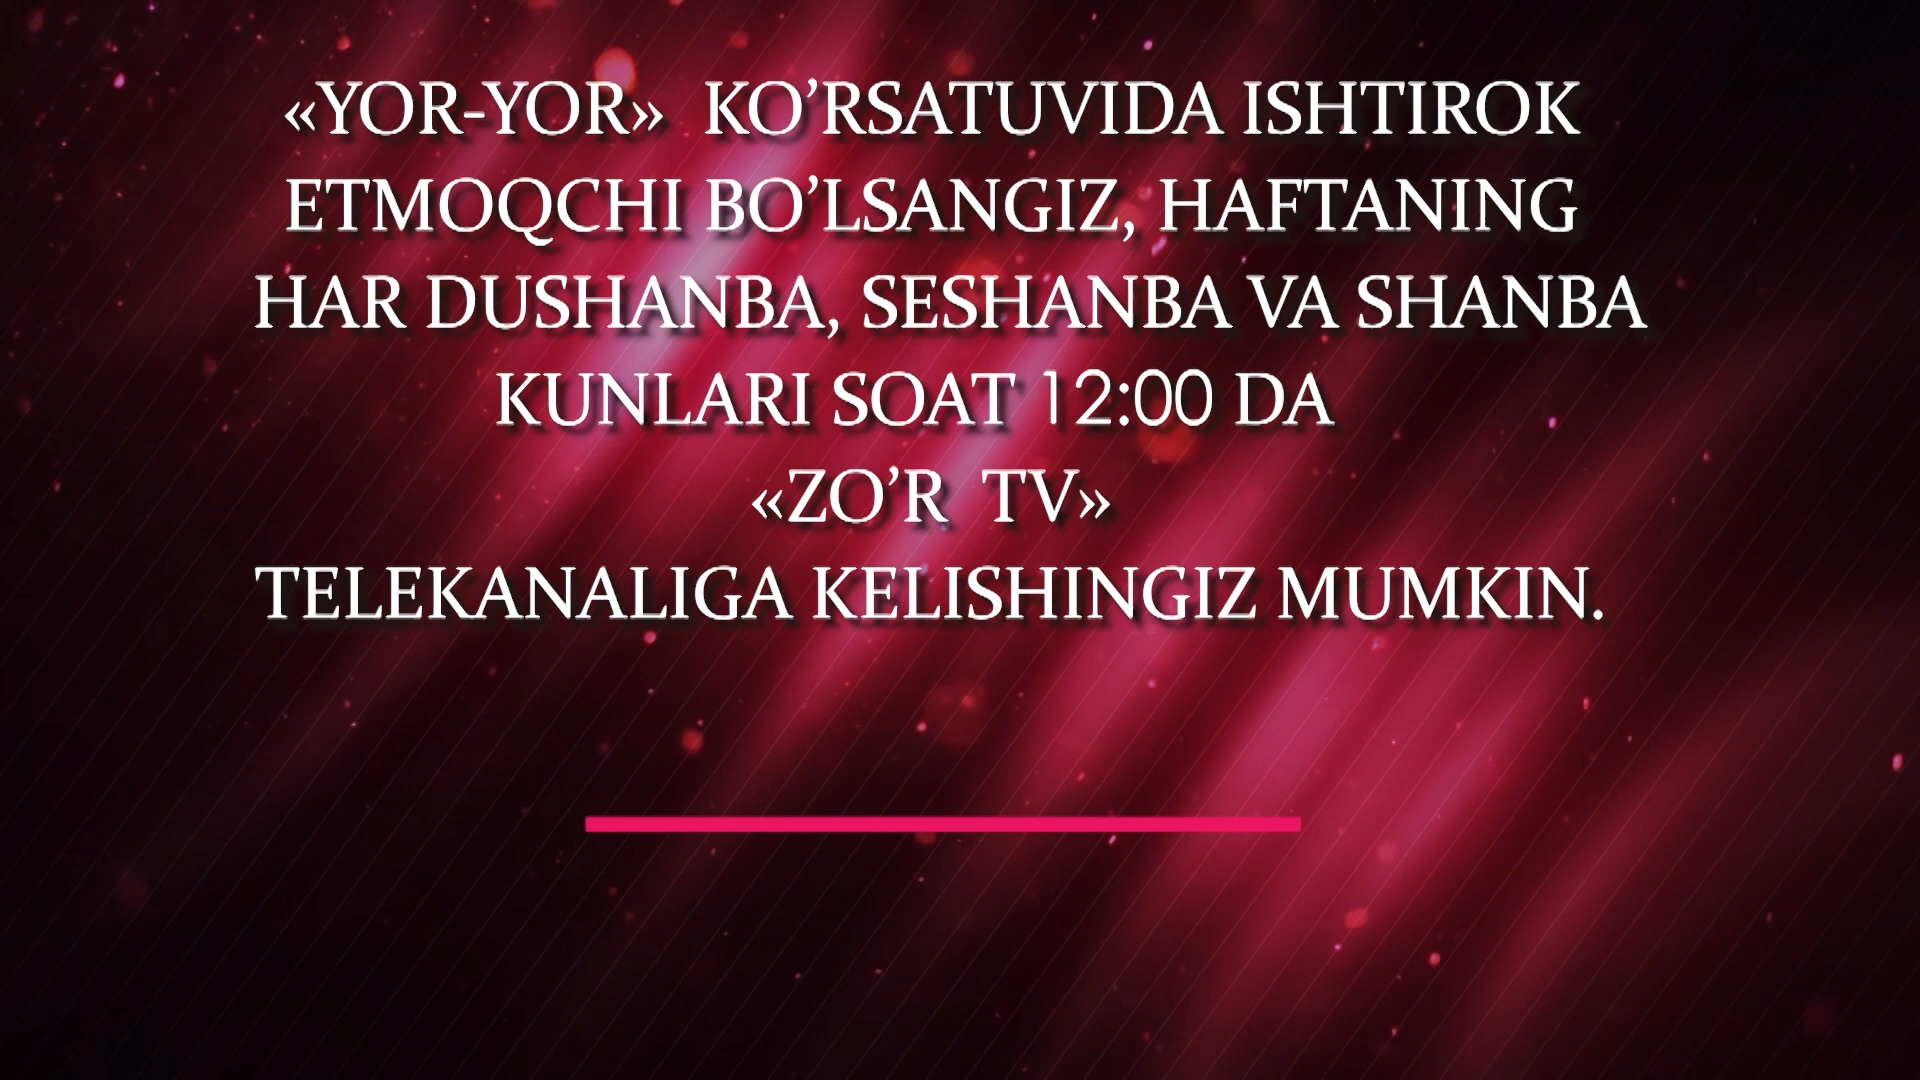 «YOR-YOR» KO’RSATUVIDA ISHTIROK
ETMOQCHI BO’LSANGIZ, HAFTANING
HAR DUSHANBA, SESHANBA VA SHANBA
KUNLARI SOAT 12:00 DA
«ZO’R TV»
TELEKANALIGA KELISHINGIZ MUMKIN.